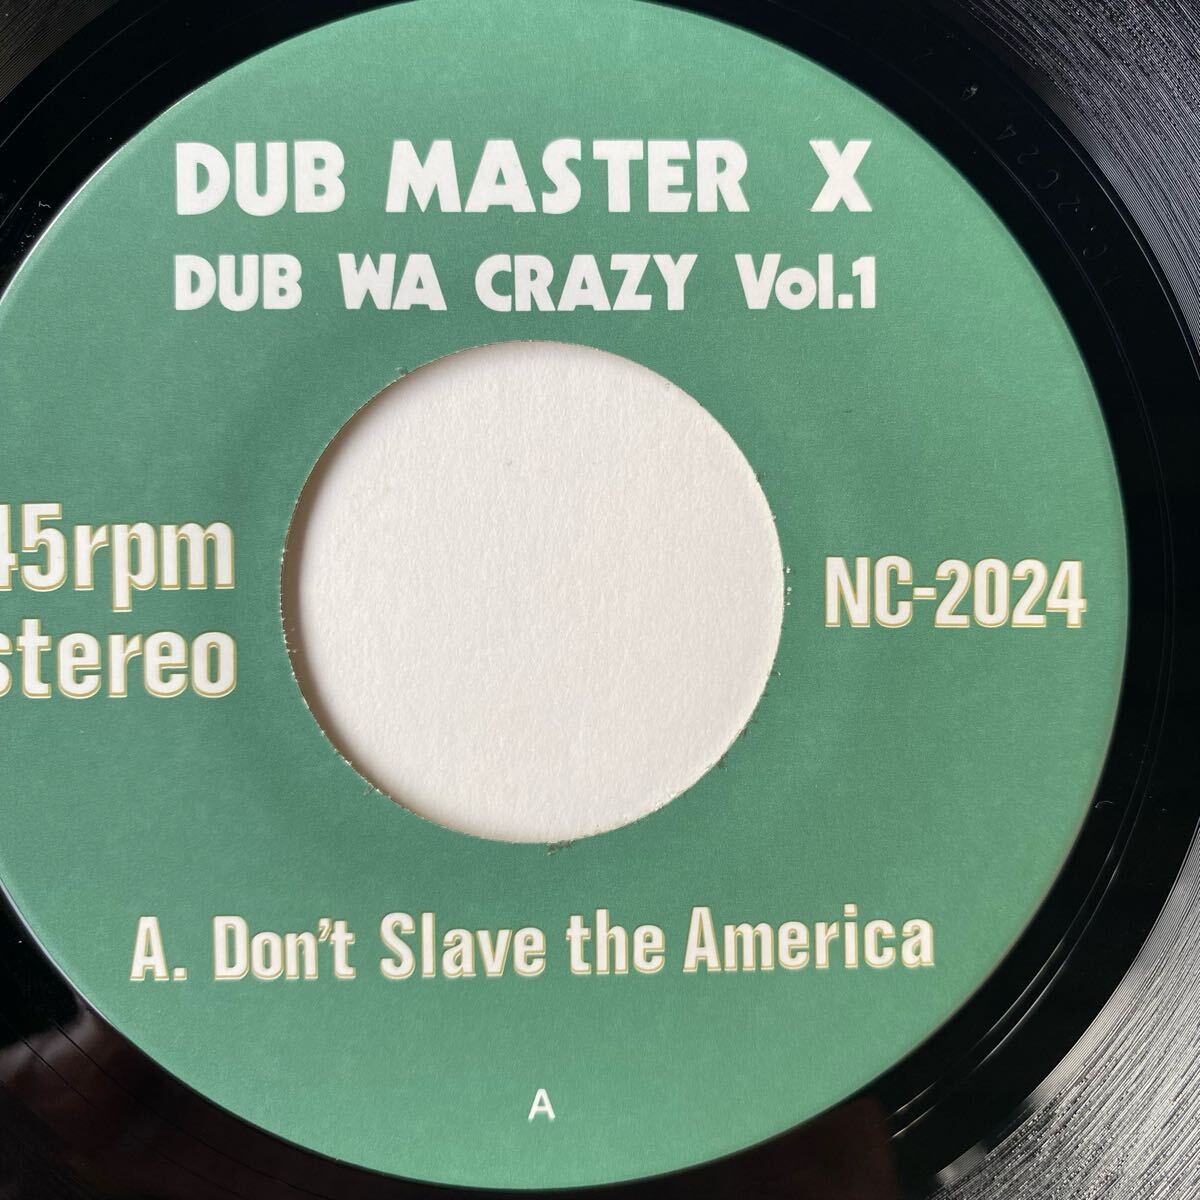 DUB MASTER X
DUB WA CRAZY Vol.1
45rpm
stereo
NC-2024
A. Don't Slave the America
A